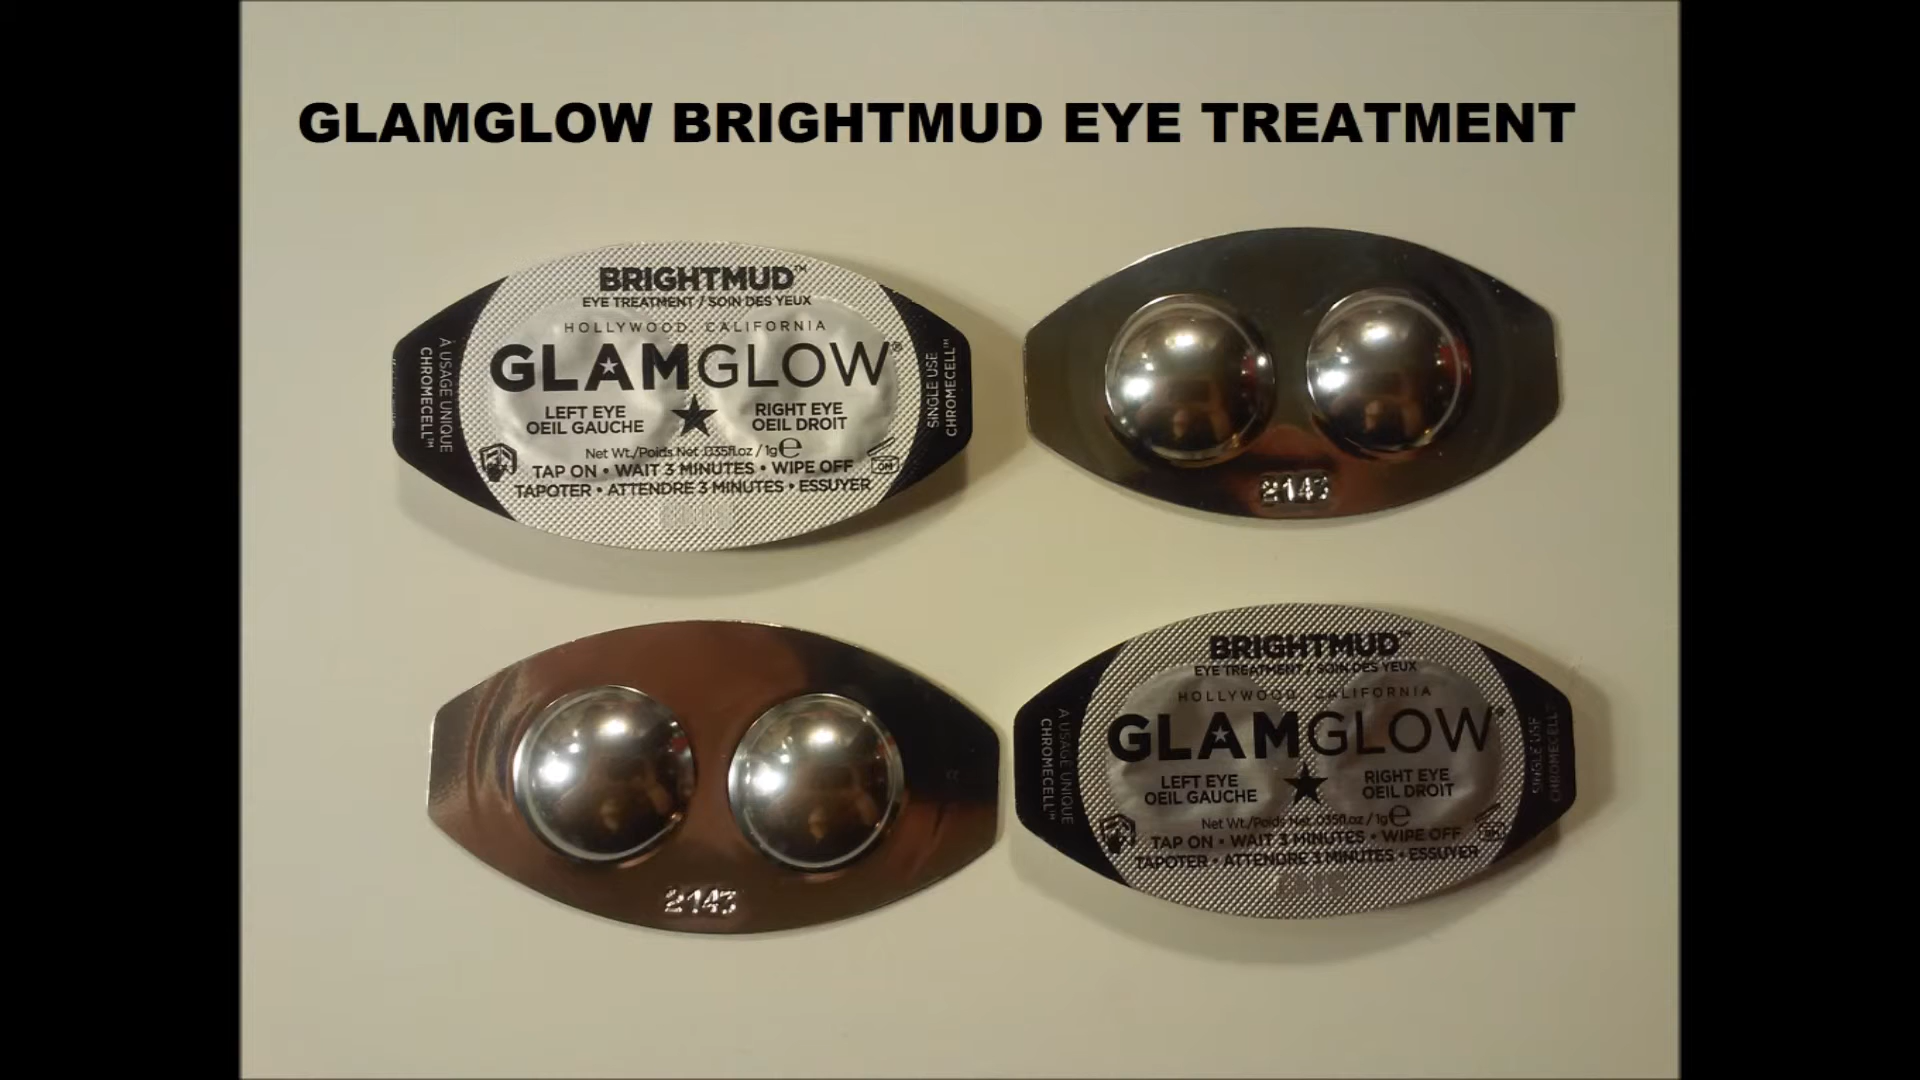 GLAMGLOW BRIGHTMUD EYE TREATMENT
BRIGHTMUD™
EYE TREATMENT / SOIN DES YEUX
HOLLYWOOD, CALIFORNIA
GLAMGLOW®
LEFT EYE
OEIL GAUCHE
RIGHT EYE
OEIL DROIT
Net Wt./Poids Net .035fl.oz / 1g e
TAP ON • WAIT 3 MINUTES • WIPE OFF
TAPOTER • ATTENDRE 3 MINUTES • ESSUYER
À USAGE UNIQUE
CHROMECELL™
SINGLE USE
CHROMECELL™
2143
2143
BRIGHTMUD™
EYE TREATMENT / SOIN DES YEUX
HOLLYWOOD, CALIFORNIA
GLAMGLOW®
LEFT EYE
OEIL GAUCHE
RIGHT EYE
OEIL DROIT
Net Wt./Poids Net .035fl.oz / 1g e
TAP ON • WAIT 3 MINUTES • WIPE OFF
TAPOTER • ATTENDRE 3 MINUTES • ESSUYER
À USAGE UNIQUE
CHROMECELL™
SINGLE USE
CHROMECELL™